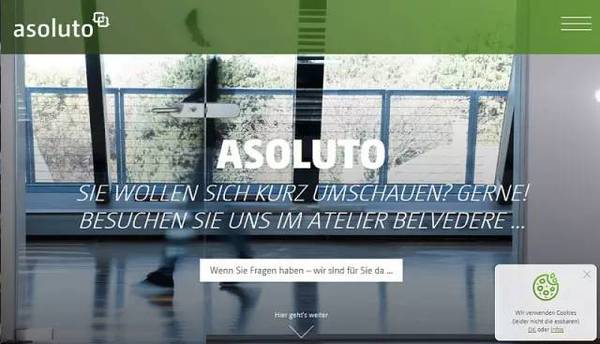 asoluto
ASOLUTO
SIE WOLLEN SICH KURZ UMSCHAUEN? GERNE!
BESUCHEN SIE UNS IM ATELIER BELVEDERE ...
Wenn Sie Fragen haben – wir sind für Sie da ...
Hier geht's weiter
Wir verwenden Cookies
(leider nicht die essbaren).
OK oder Infos